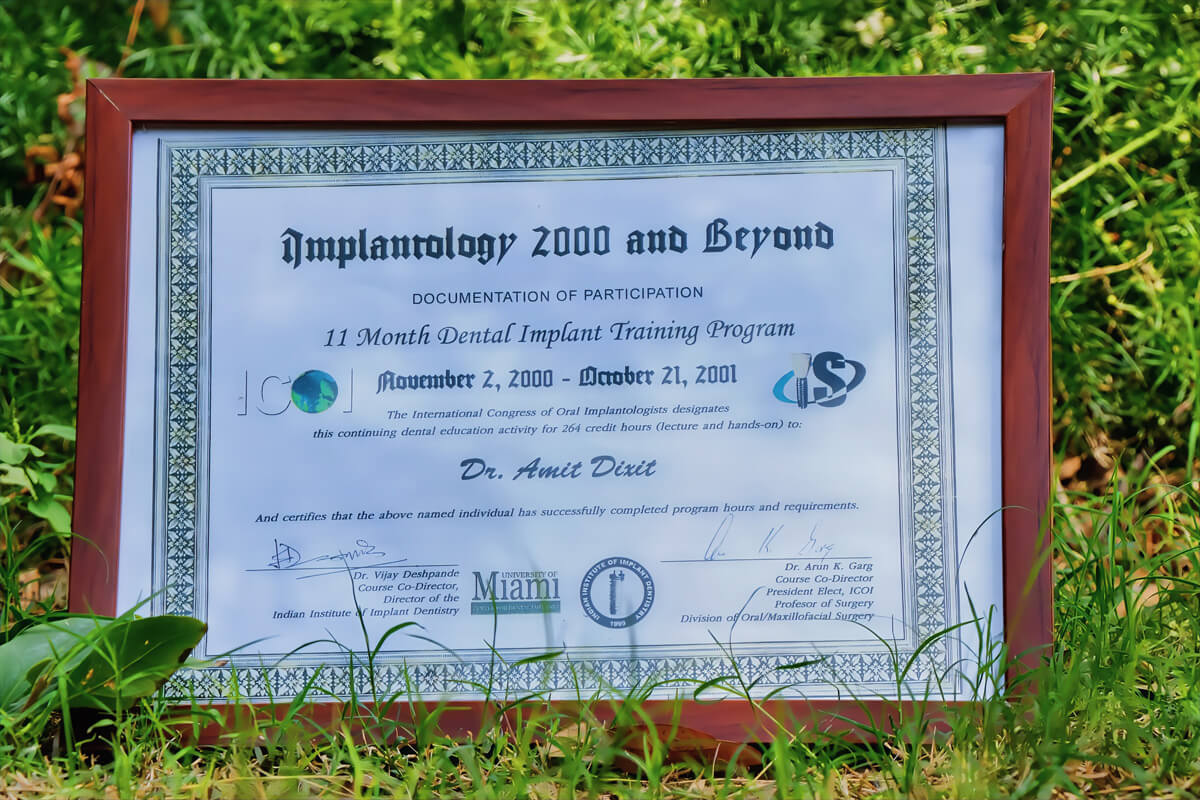 Implantology 2000 and Beyond
DOCUMENTATION OF PARTICIPATION
11 Month Dental Implant Training Program
ICOI
November 2, 2000 - October 21, 2001
IS
The International Congress of Oral Implantologists designates
this continuing dental education activity for 264 credit hours (lecture and hands-on) to:
Dr. Amit Dixit
And certifies that the above named individual has successfully completed program hours and requirements.
Dr. Vijay Deshpande
Course Co-Director,
Director of the
Indian Institute of Implant Dentistry
UNIVERSITY OF
Miami
INDIAN INSTITUTE OF IMPLANT DENTISTRY
1999
Dr. Arun K. Garg
Course Co-Director
President Elect, ICOI
Profesor of Surgery
Division of Oral/Maxillofacial Surgery